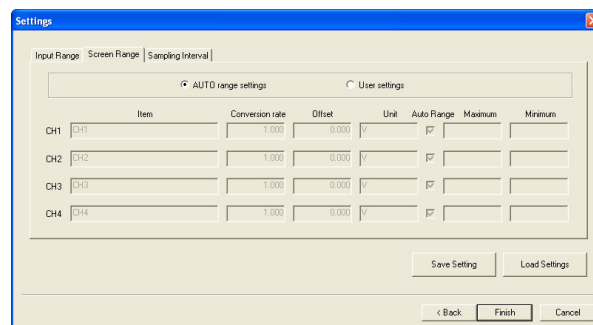 Settings
Input Range Screen Range Sampling Interval
AUTO range settings User settings
Item Conversion rate Offset Unit Auto Range Maximum Minimum
CH1 CH1 1.000 0.000 V
CH2 CH2 1.000 0.000 V
CH3 CH3 1.000 0.000 V
CH4 CH4 1.000 0.000 V
Save Setting Load Settings
< Back Finish Cancel